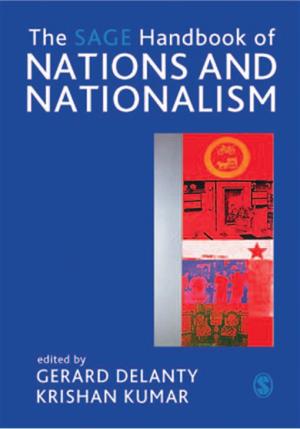 The SAGE Handbook of
NATIONS AND
NATIONALISM
edited by
GERARD DELANTY
KRISHAN KUMAR